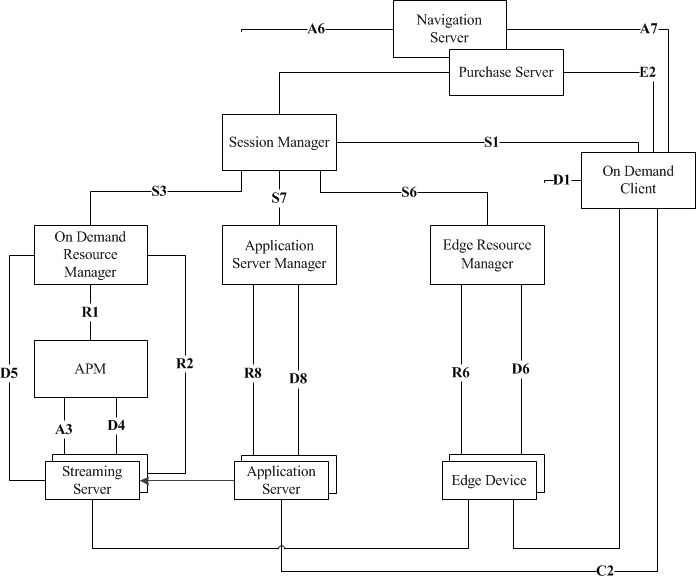 Navigation
Server
A6
A7
Purchase Server
E2
Session Manager
S1
On Demand
Client
D1
S3
S7
S6
On Demand
Resource
Manager
Application
Server Manager
Edge Resource
Manager
R1
APM
R2
D5
R8
D8
R6
D6
A3
D4
Streaming
Server
Application
Server
Edge Device
C2